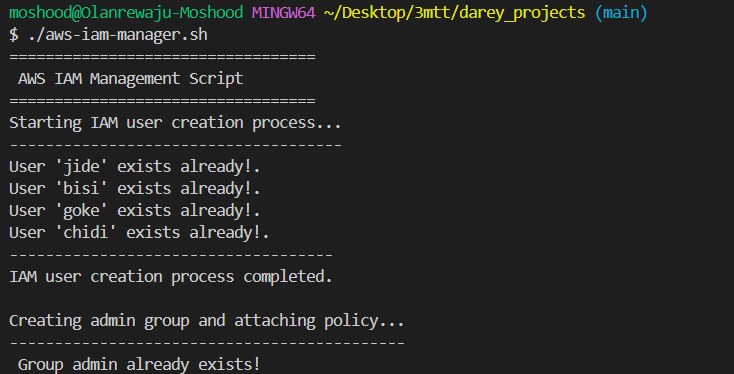 moshood@Olanrewaju-Moshood MINGW64 ~/Desktop/3mtt/darey_projects (main)
$ ./aws-iam-manager.sh
==================================
 AWS IAM Management Script
==================================
Starting IAM user creation process...
-------------------------------------
User 'jide' exists already!.
User 'bisi' exists already!.
User 'goke' exists already!.
User 'chidi' exists already!.
------------------------------------
IAM user creation process completed.

Creating admin group and attaching policy...
--------------------------------------------
 Group admin already exists!